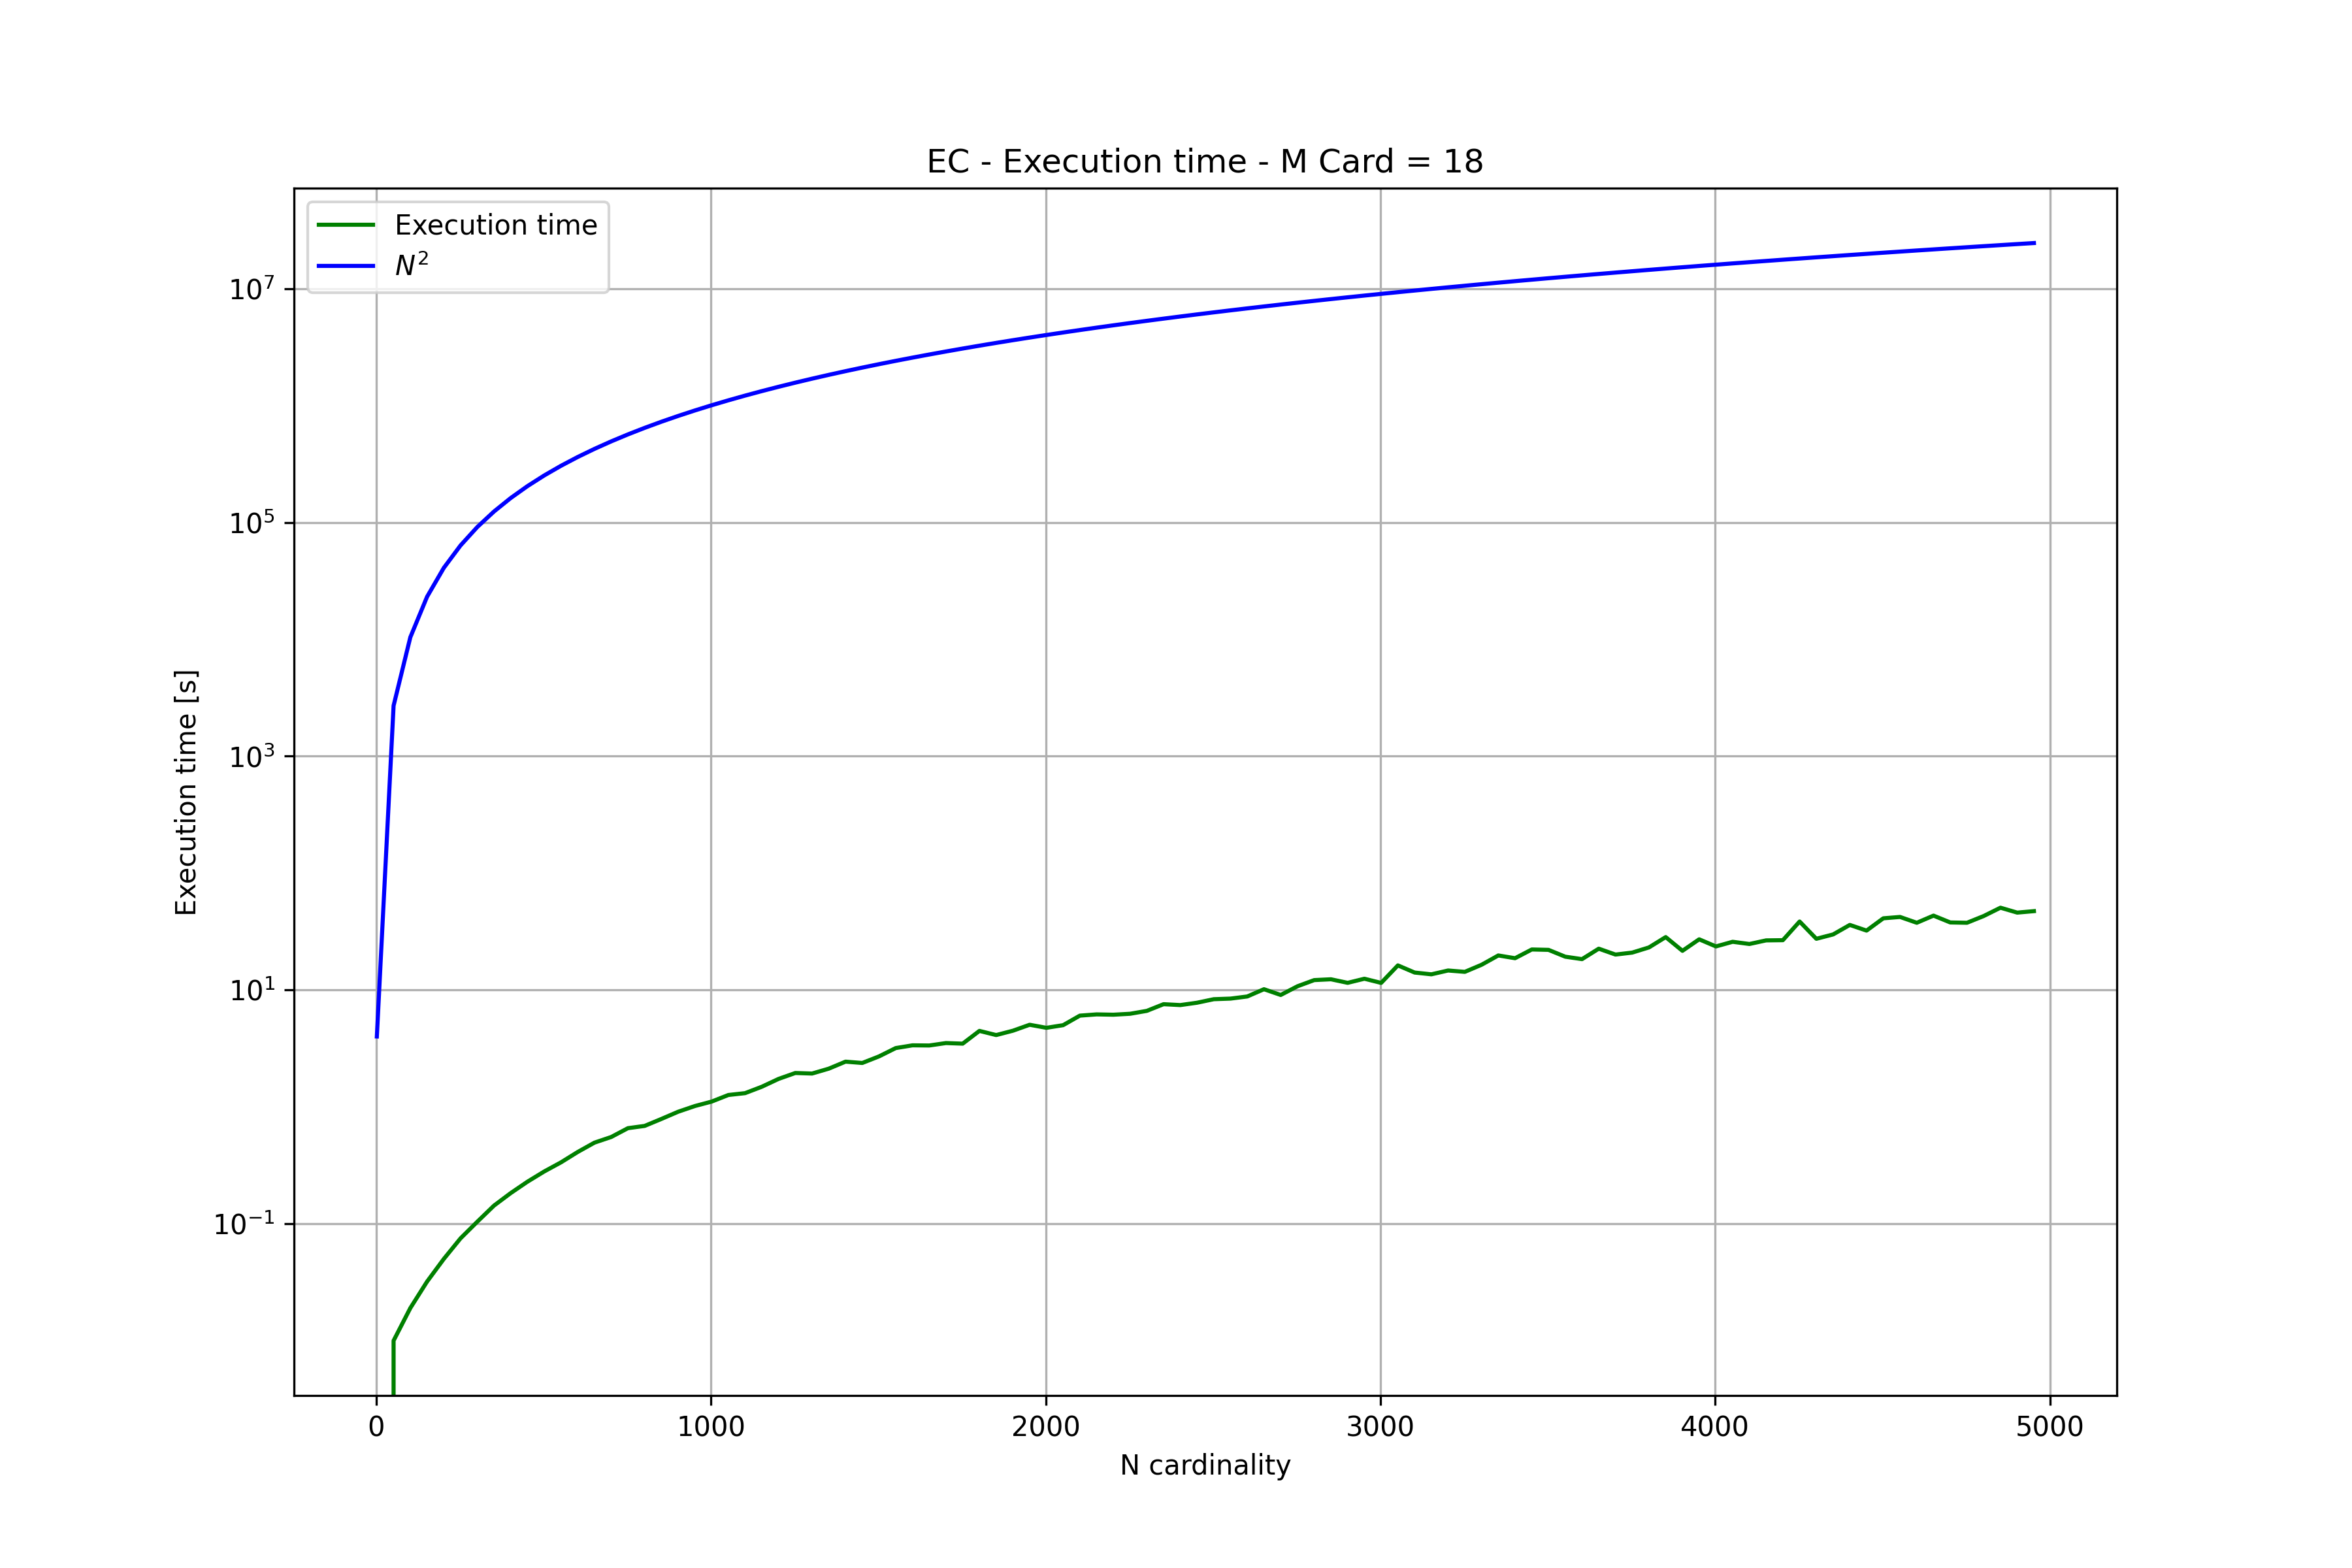 EC - Execution time - M Card = 18
Execution time
N²
10⁷
10⁵
10³
10¹
10⁻¹
Execution time [s]
0 1000 2000 3000 4000 5000
N cardinality